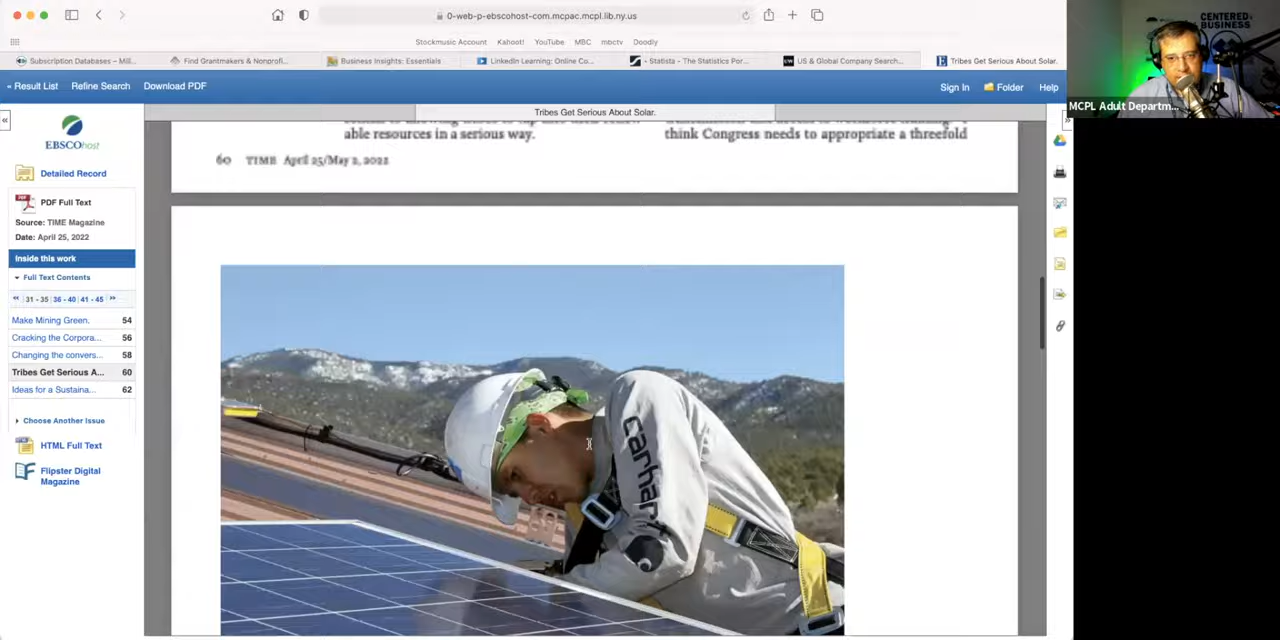 0-web-p-ebscohost-com.mcpac.mcpl.lib.ny.us
Stockmusic Account Kahoot! YouTube MBC mbctv Doodly
Subscription Databases – Mill...
Find Grantmakers & Nonprofi...
Business Insights: Essentials
LinkedIn Learning: Online Co...
- Statista - The Statistics Por...
US & Global Company Search...
Tribes Get Serious About Solar.
« Result List Refine Search Download PDF
Sign In Folder Help
CENTERED
BUSINESS
MCPL Adult Departm...
Tribes Get Serious About Solar.
EBSCOhost
Detailed Record
PDF Full Text
Source: TIME Magazine
Date: April 25, 2022
Inside this work
Full Text Contents
31 - 35 36 - 40 41 - 45
Make Mining Green. 54
Cracking the Corpora... 56
Changing the convers... 58
Tribes Get Serious A... 60
Ideas for a Sustaina... 62
Choose Another Issue
HTML Full Text
Flipster Digital
Magazine
able resources in a serious way.
think Congress needs to appropriate a threefold
60 TIME April 25/May 2, 2022
carhar